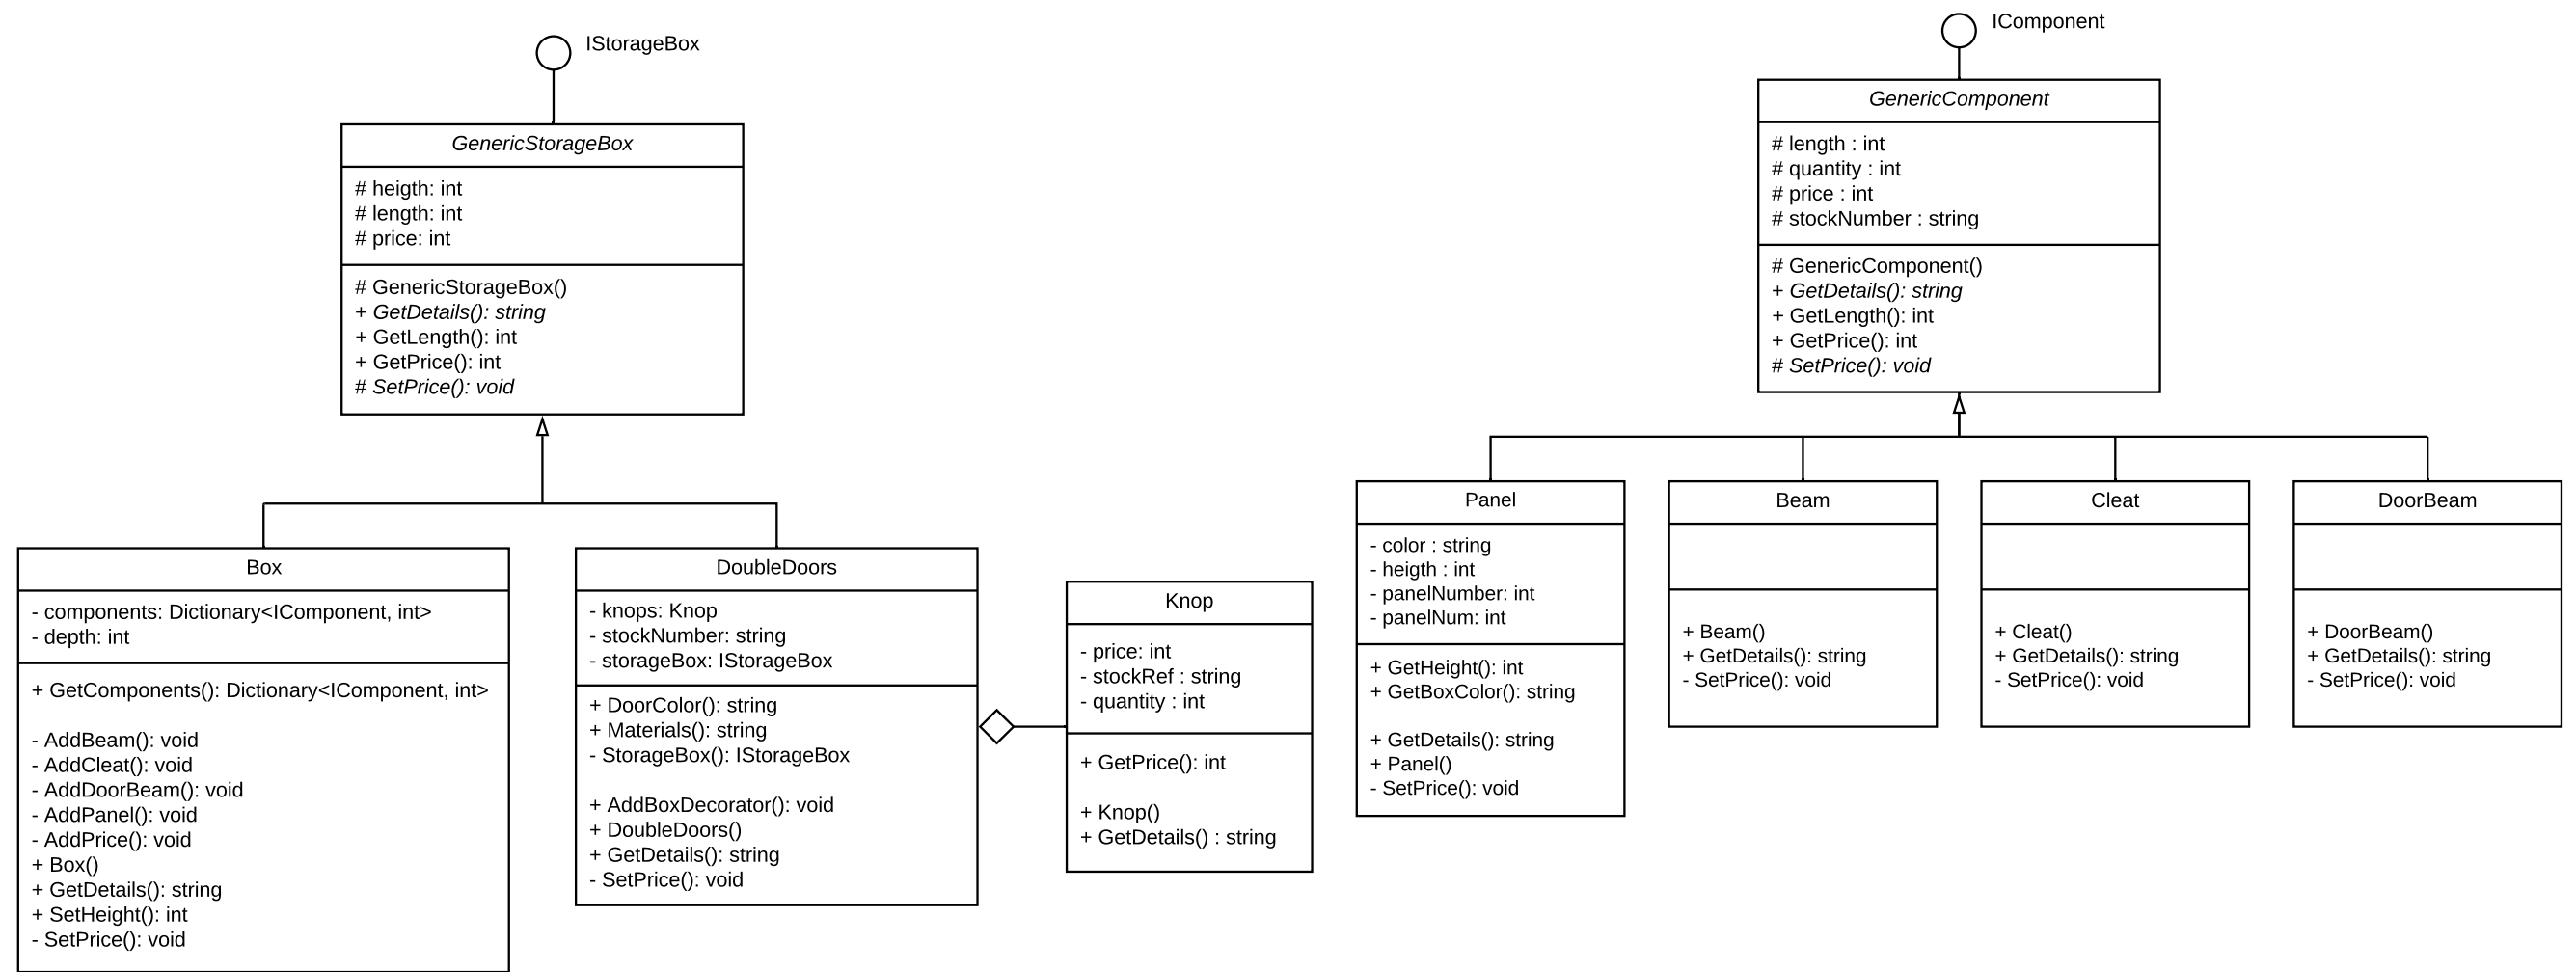 IStorageBox
GenericStorageBox
# heigth: int
# length: int
# price: int
# GenericStorageBox()
+ GetDetails(): string
+ GetLength(): int
+ GetPrice(): int
# SetPrice(): void
Box
- components: Dictionary<IComponent, int>
- depth: int
+ GetComponents(): Dictionary<IComponent, int>
- AddBeam(): void
- AddCleat(): void
- AddDoorBeam(): void
- AddPanel(): void
- AddPrice(): void
+ Box()
+ GetDetails(): string
+ SetHeight(): int
- SetPrice(): void
DoubleDoors
- knops: Knop
- stockNumber: string
- storageBox: IStorageBox
+ DoorColor(): string
+ Materials(): string
- StorageBox(): IStorageBox
+ AddBoxDecorator(): void
+ DoubleDoors()
+ GetDetails(): string
- SetPrice(): void
Knop
- price: int
- stockRef : string
- quantity : int
+ GetPrice(): int
+ Knop()
+ GetDetails() : string
IComponent
GenericComponent
# length : int
# quantity : int
# price : int
# stockNumber : string
# GenericComponent()
+ GetDetails(): string
+ GetLength(): int
+ GetPrice(): int
# SetPrice(): void
Panel
- color : string
- heigth : int
- panelNumber: int
- panelNum: int
+ GetHeight(): int
+ GetBoxColor(): string
+ GetDetails(): string
+ Panel()
- SetPrice(): void
Beam
+ Beam()
+ GetDetails(): string
- SetPrice(): void
Cleat
+ Cleat()
+ GetDetails(): string
- SetPrice(): void
DoorBeam
+ DoorBeam()
+ GetDetails(): string
- SetPrice(): void